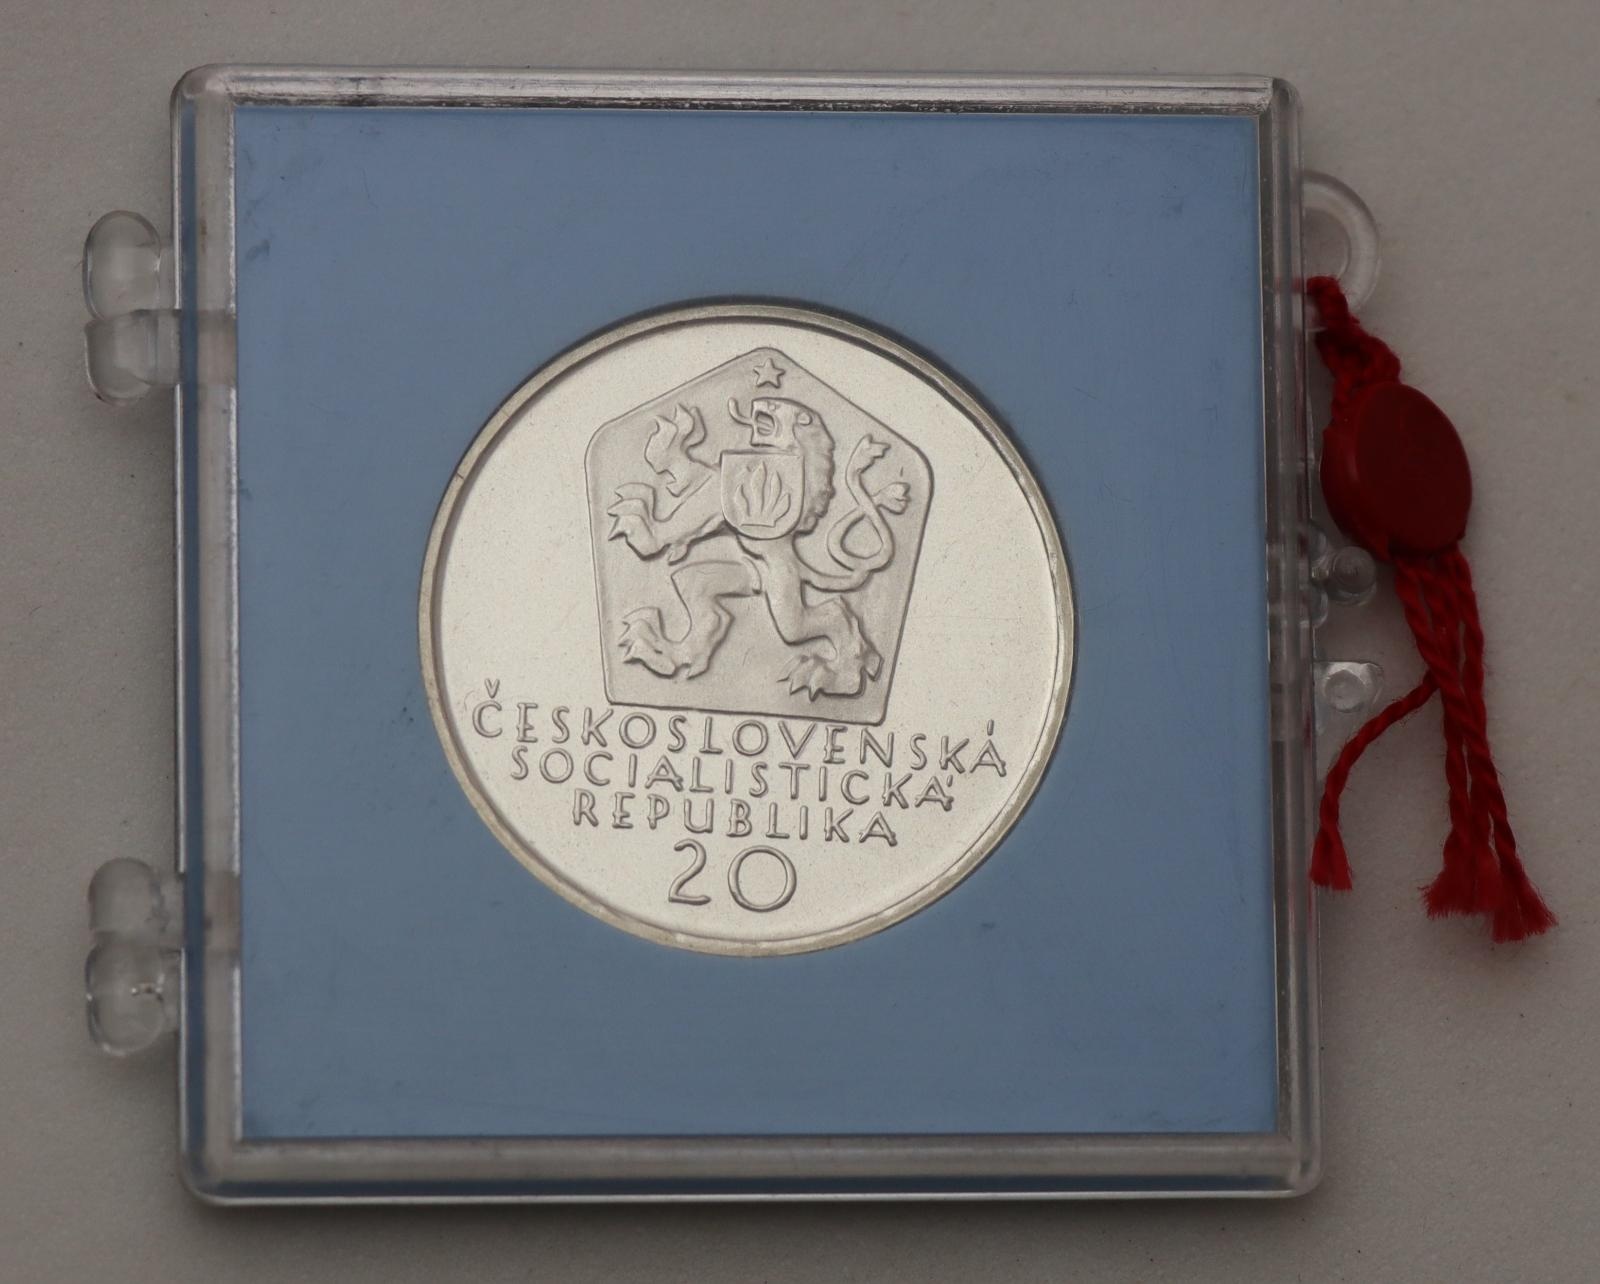 ČESKOSLOVENSKÁ
SOCIALISTICKÁ
REPUBLIKA
20